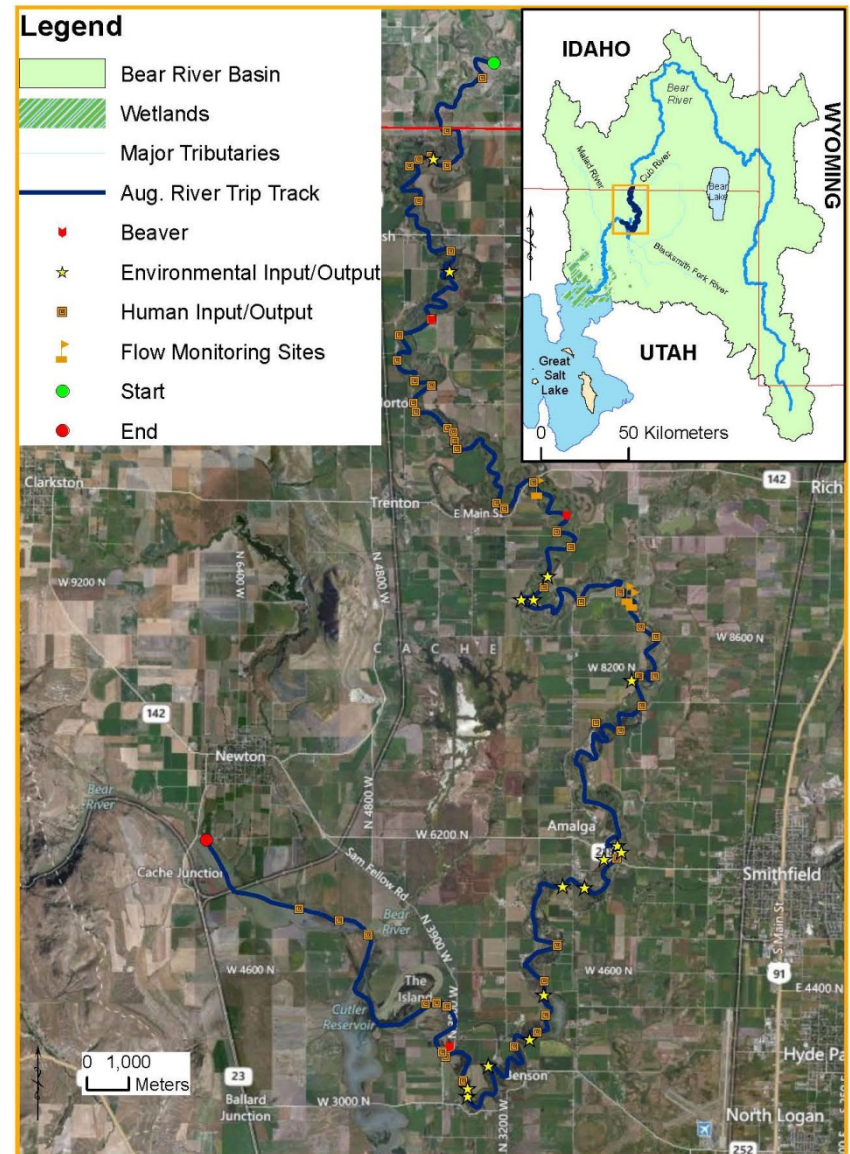 Legend
Bear River Basin
Wetlands
Major Tributaries
Aug. River Trip Track
Beaver
Environmental Input/Output
Human Input/Output
Flow Monitoring Sites
Start
End
IDAHO
WYOMING
Bear
River
Malad River
Cub River
Bear
Lake
Blacksmith Fork River
UTAH
Great
Salt
Lake
0 50 Kilometers
Clarkston
Trenton
E Main St
142
Rich
N 6400 W
N 4800 W
W 9200 N
CACHE
W 8600 N
W 8200 N
142
Newton
N 4800 W
Bear
River
W 6200 N
Amalga
Smithfield
Cache Junction
Sam Fellow Rd
S Main St
Bear
River
N 3900 W
W 4600 N
W 4600 N
91
E 4400 N
The
Island
Cutler
Reservoir
Hyde Pa
0 1,000
Meters
Jenson
23
Ballard
Junction
W 3000 N
N 3200 W
North Logan
252